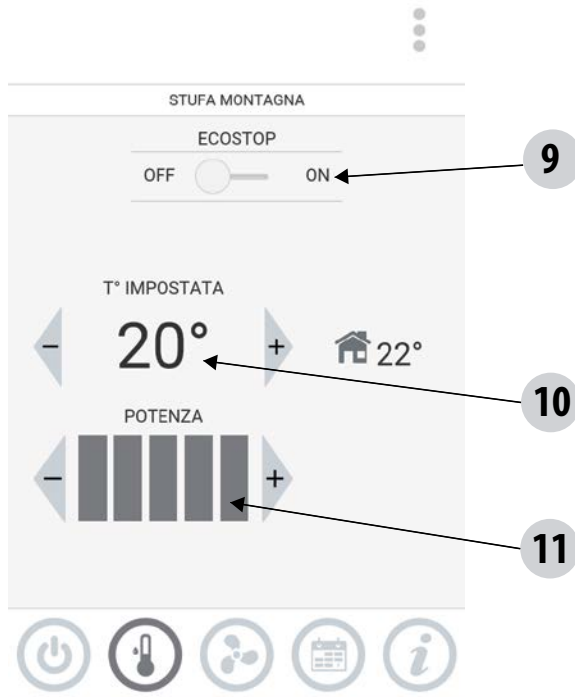 STUFA MONTAGNA
ECOSTOP
OFF ON
9
T° IMPOSTATA
- 20° + 22°
10
POTENZA
- +
11
i